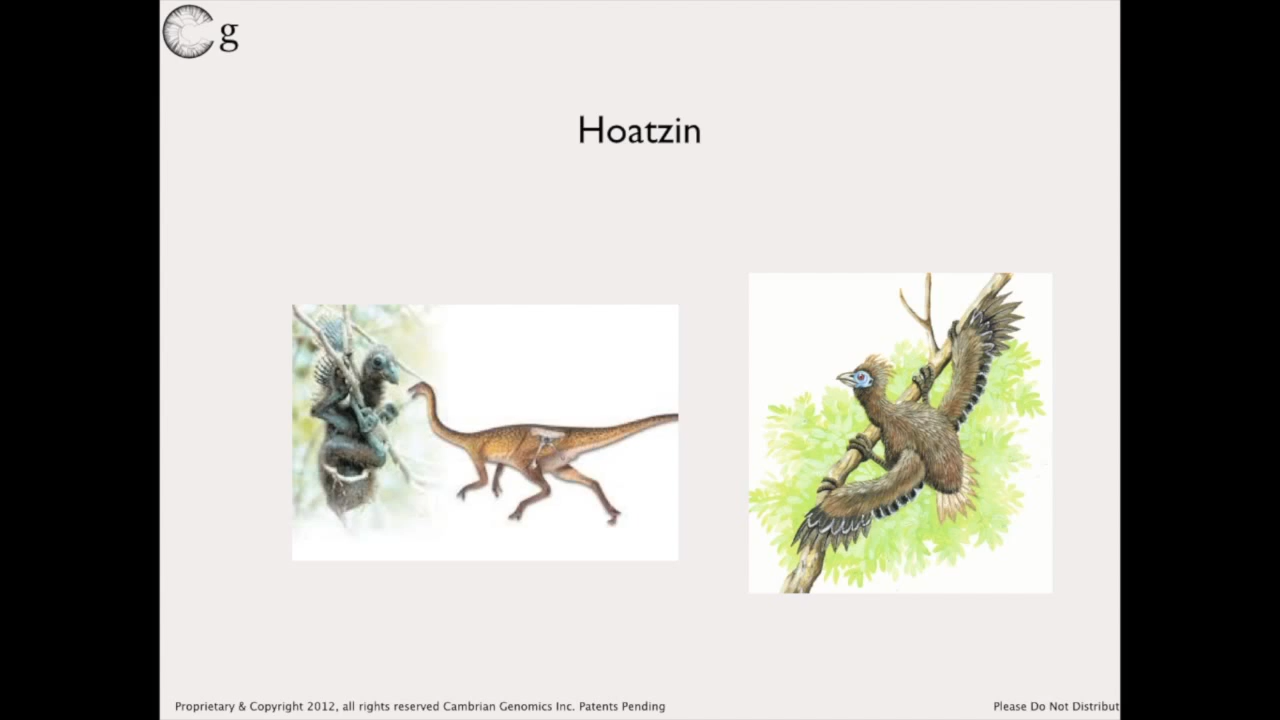 Cg
Hoatzin
Proprietary & Copyright 2012, all rights reserved Cambrian Genomics Inc. Patents Pending
Please Do Not Distribut